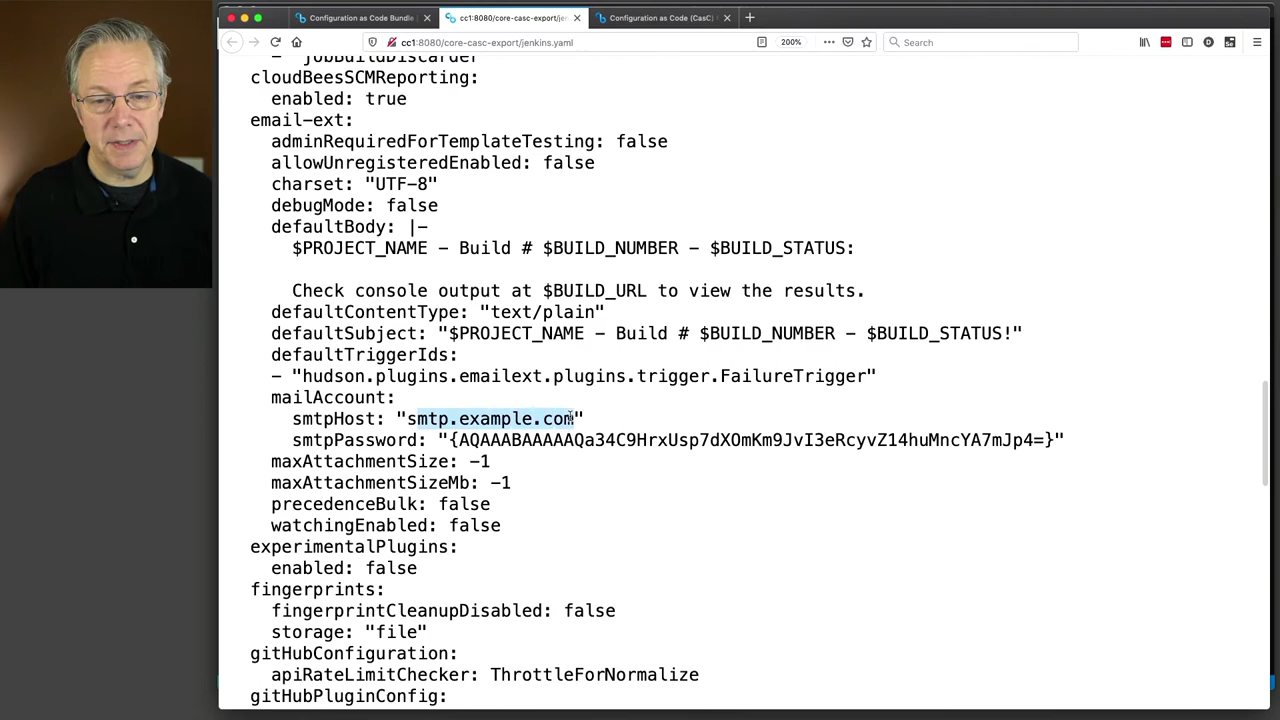 Configuration as Code Bundle
cc1:8080/core-casc-export/jen
Configuration as Code (CasC)
cc1:8080/core-casc-export/jenkins.yaml
200%
Search
- "jobBuildDiscarder"
cloudBeesSCMReporting:
enabled: true
email-ext:
adminRequiredForTemplateTesting: false
allowUnregisteredEnabled: false
charset: "UTF-8"
debugMode: false
defaultBody: |-
$PROJECT_NAME - Build # $BUILD_NUMBER - $BUILD_STATUS:
Check console output at $BUILD_URL to view the results.
defaultContentType: "text/plain"
defaultSubject: "$PROJECT_NAME - Build # $BUILD_NUMBER - $BUILD_STATUS!"
defaultTriggerIds:
- "hudson.plugins.emailext.plugins.trigger.FailureTrigger"
mailAccount:
smtpHost: "smtp.example.com"
smtpPassword: "{AQAAABAAAAAQa34C9HrxUsp7dXOmKm9JvI3eRcyvZ14huMncYA7mJp4=}"
maxAttachmentSize: -1
maxAttachmentSizeMb: -1
precedenceBulk: false
watchingEnabled: false
experimentalPlugins:
enabled: false
fingerprints:
fingerprintCleanupDisabled: false
storage: "file"
gitHubConfiguration:
apiRateLimitChecker: ThrottleForNormalize
gitHubPluginConfig: